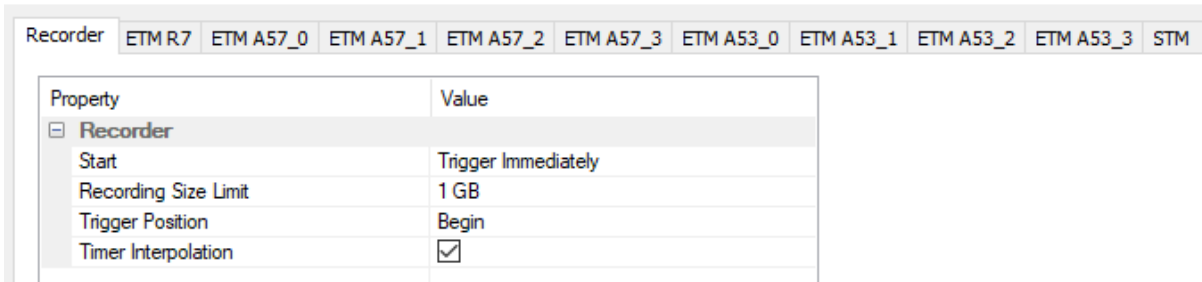 Recorder ETM R7 ETM A57_0 ETM A57_1 ETM A57_2 ETM A57_3 ETM A53_0 ETM A53_1 ETM A53_2 ETM A53_3 STM
Property Value
Recorder
Start Trigger Immediately
Recording Size Limit 1 GB
Trigger Position Begin
Timer Interpolation